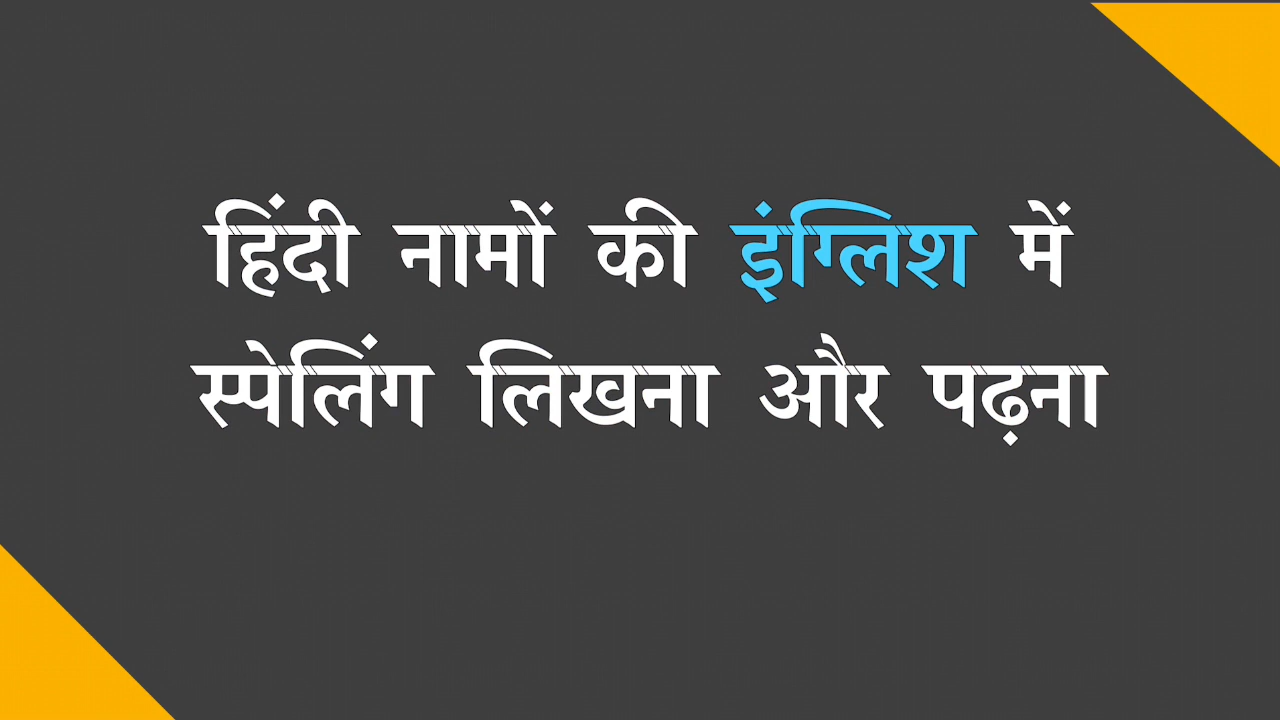 हिंदी नामों की इंग्लिश में
स्पेलिंग लिखना और पढ़ना